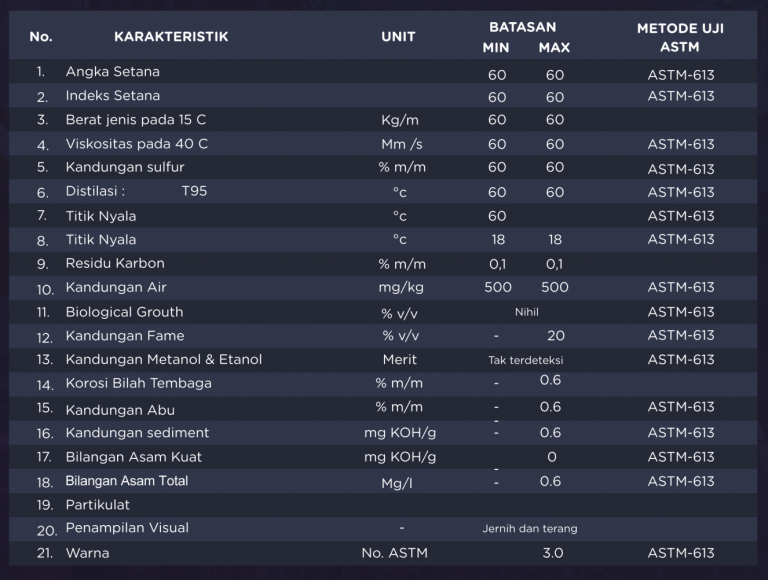 No. KARAKTERISTIK UNIT BATASAN MIN MAX METODE UJI ASTM
1. Angka Setana 60 60 ASTM-613
2. Indeks Setana 60 60 ASTM-613
3. Berat jenis pada 15 C Kg/m 60 60
4. Viskositas pada 40 C Mm /s 60 60 ASTM-613
5. Kandungan sulfur % m/m 60 60 ASTM-613
6. Distilasi : T95 °c 60 60 ASTM-613
7. Titik Nyala °c 60 ASTM-613
8. Titik Nyala °c 18 18 ASTM-613
9. Residu Karbon % m/m 0,1 0,1
10. Kandungan Air mg/kg 500 500 ASTM-613
11. Biological Grouth % v/v Nihil ASTM-613
12. Kandungan Fame % v/v - 20 ASTM-613
13. Kandungan Metanol & Etanol Merit Tak terdeteksi ASTM-613
14. Korosi Bilah Tembaga % m/m - 0.6
15. Kandungan Abu % m/m - 0.6 ASTM-613
16. Kandungan sediment mg KOH/g - - 0.6 ASTM-613
17. Bilangan Asam Kuat mg KOH/g - 0 ASTM-613
18. Bilangan Asam Total Mg/l - 0.6 ASTM-613
19. Partikulat
20. Penampilan Visual - Jernih dan terang
21. Warna No. ASTM 3.0 ASTM-613